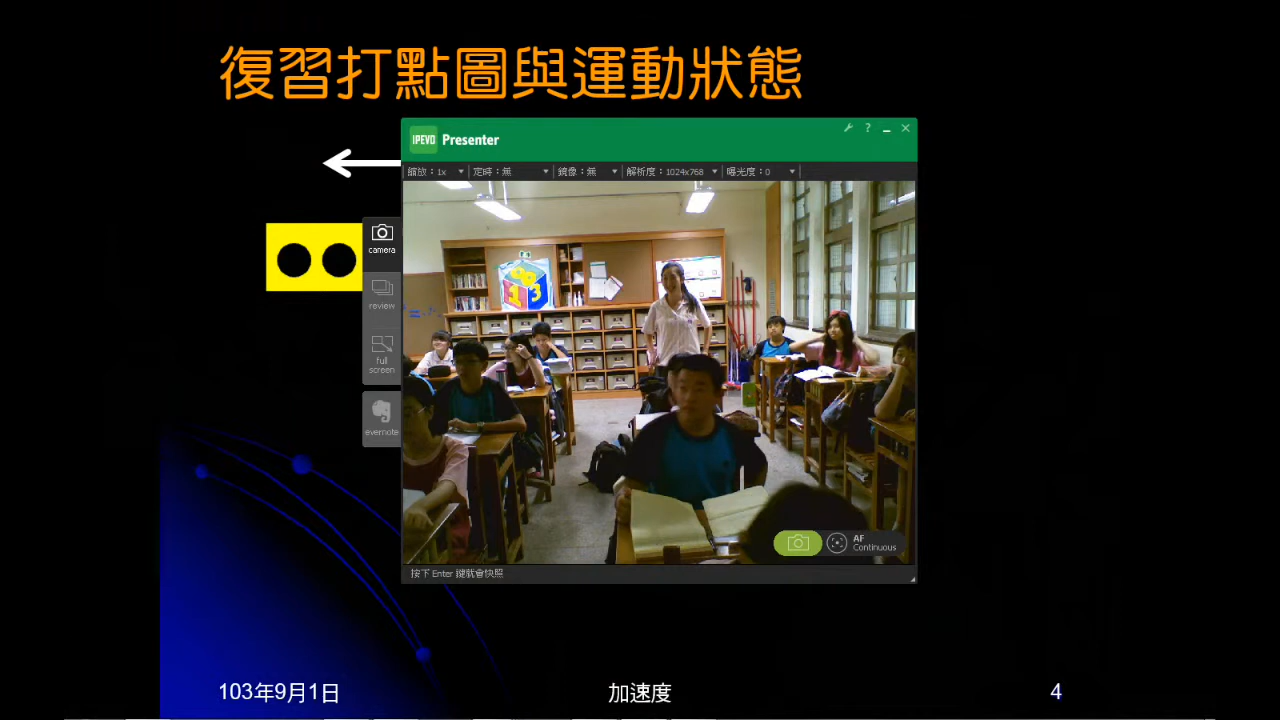 復習打點圖與運動狀態
IPEVO Presenter
縮放：1x 定時：無 鏡像：無 解析度：1024x768 曝光度：0
camera
review
full
screen
evernote
AF
Continuous
按下 Enter 鍵就會快照
103年9月1日 加速度 4